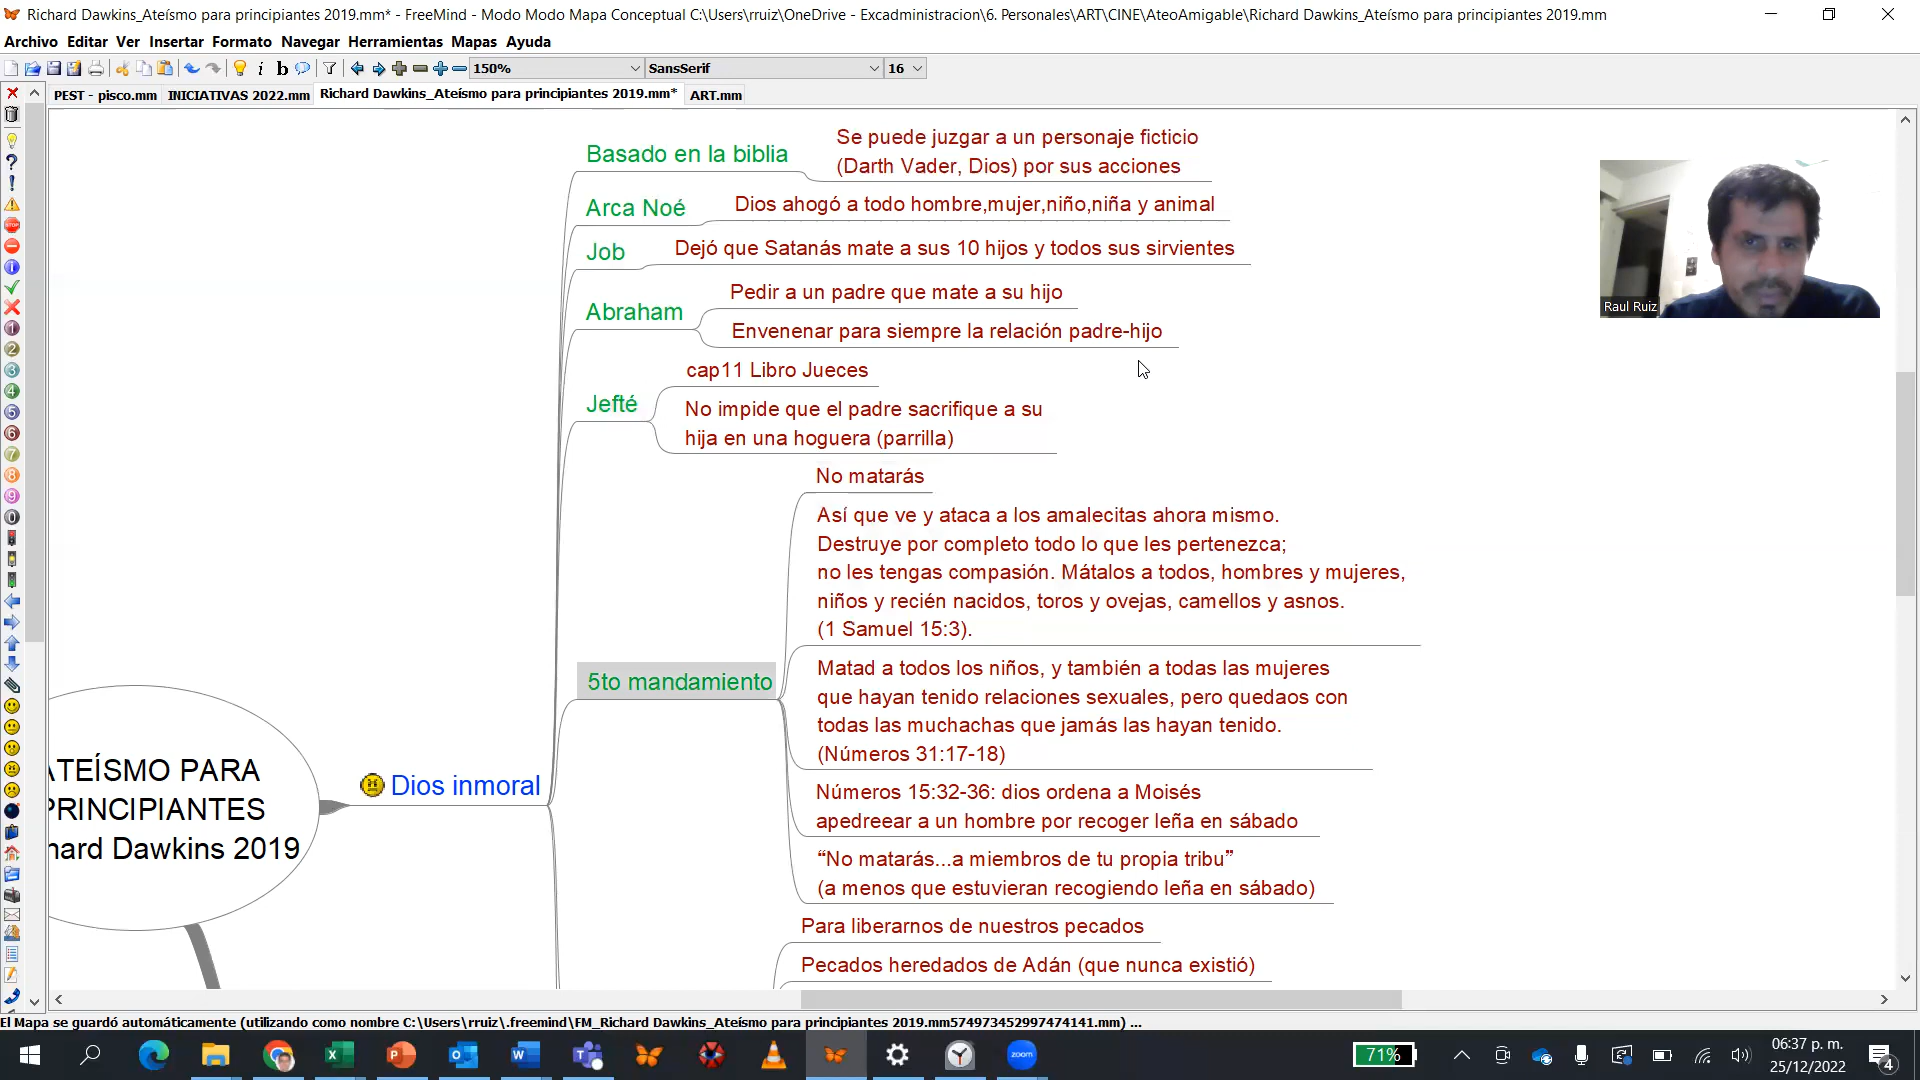 Richard Dawkins_Ateísmo para principiantes 2019.mm* - FreeMind - Modo Modo Mapa Conceptual C:\Users\rruiz\OneDrive - Excadministracion\6. Personales\ART\CINE\AteoAmigable\Richard Dawkins_Ateísmo para principiantes 2019.mm
Archivo Editar Ver Insertar Formato Navegar Herramientas Mapas Ayuda
150% SansSerif 16
PEST - pisco.mm INICIATIVAS 2022.mm Richard Dawkins_Ateísmo para principiantes 2019.mm* ART.mm
Basado en la biblia
Se puede juzgar a un personaje ficticio
(Darth Vader, Dios) por sus acciones
Arca Noé
Dios ahogó a todo hombre,mujer,niño,niña y animal
Job
Dejó que Satanás mate a sus 10 hijos y todos sus sirvientes
Abraham
Pedir a un padre que mate a su hijo
Envenenar para siempre la relación padre-hijo
Jefté
cap11 Libro Jueces
No impide que el padre sacrifique a su
hija en una hoguera (parrilla)
5to mandamiento
No matarás
Así que ve y ataca a los amalecitas ahora mismo.
Destruye por completo todo lo que les pertenezca;
no les tengas compasión. Mátalos a todos, hombres y mujeres,
niños y recién nacidos, toros y ovejas, camellos y asnos.
(1 Samuel 15:3).
Matad a todos los niños, y también a todas las mujeres
que hayan tenido relaciones sexuales, pero quedaos con
todas las muchachas que jamás las hayan tenido.
(Números 31:17-18)
Números 15:32-36: dios ordena a Moisés
apedreear a un hombre por recoger leña en sábado
“No matarás...a miembros de tu propia tribu”
(a menos que estuvieran recogiendo leña en sábado)
Para liberarnos de nuestros pecados
Pecados heredados de Adán (que nunca existió)
Dios inmoral
ATEÍSMO PARA
PRINCIPIANTES
hard Dawkins 2019
Raul Ruiz
El Mapa se guardó automáticamente (utilizando como nombre C:\Users\rruiz\.freemind\FM_Richard Dawkins_Ateísmo para principiantes 2019.mm574973452997474141.mm) ...
zoom
71%
06:37 p. m.
25/12/2022
4